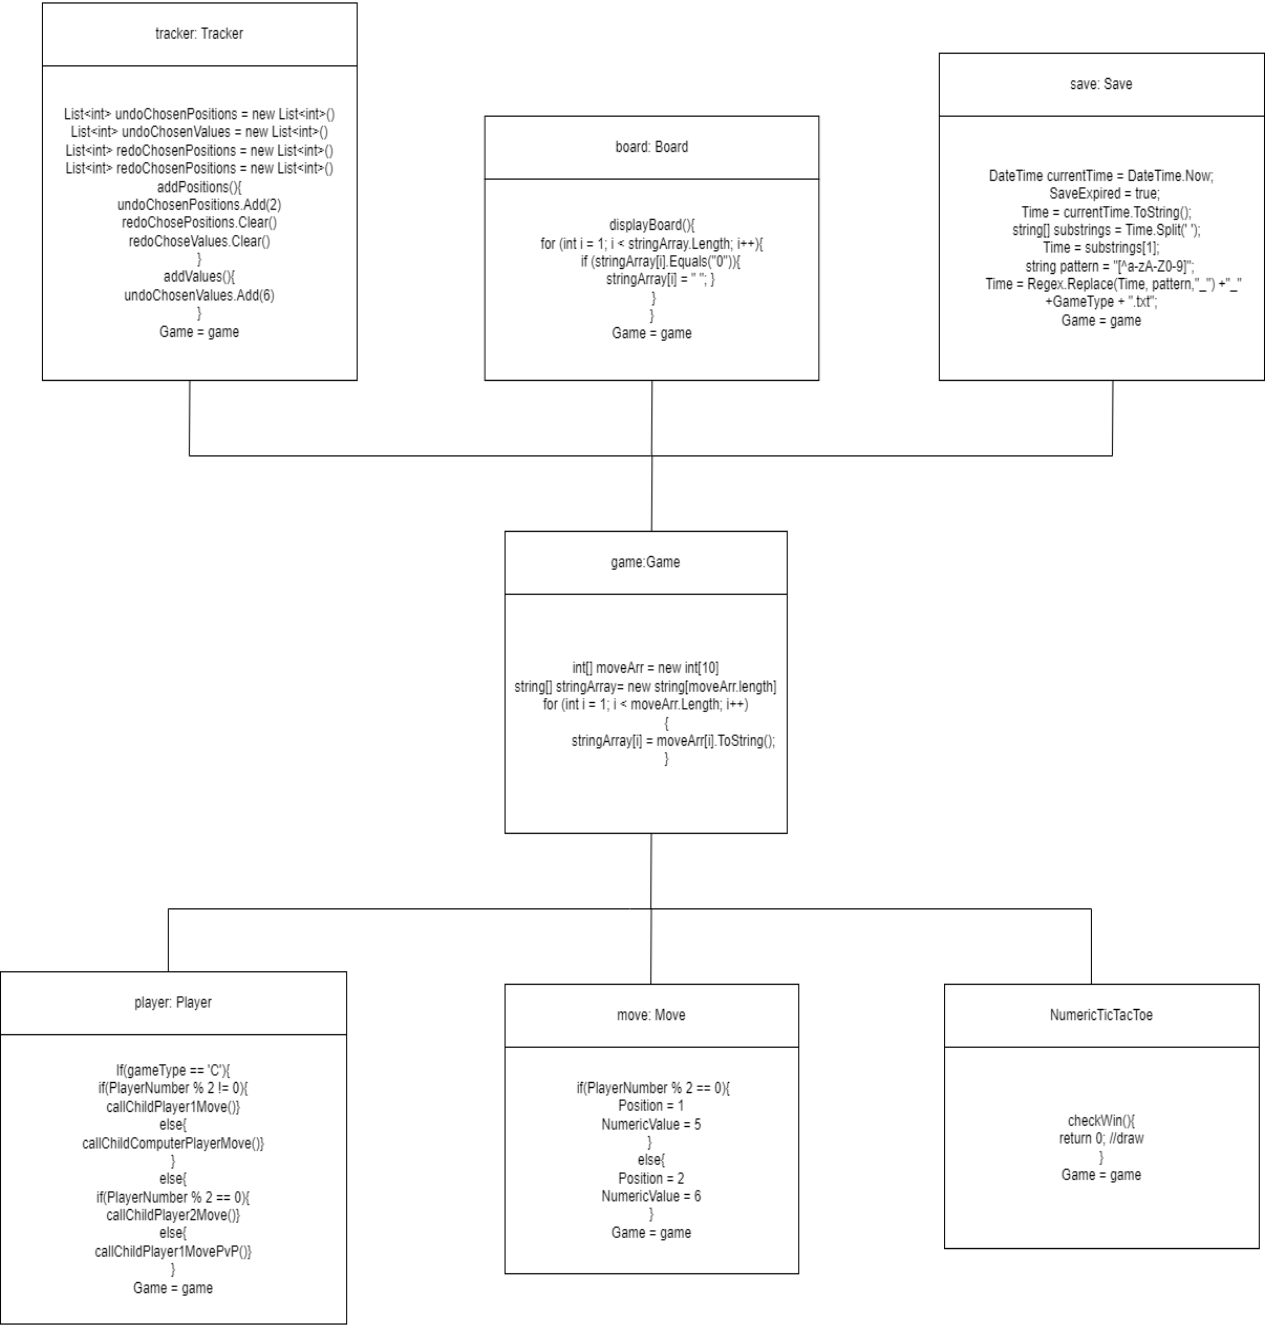 tracker: Tracker
List<int> undoChosenPositions = new List<int>()
List<int> undoChosenValues = new List<int>()
List<int> redoChosenPositions = new List<int>()
List<int> redoChosenPositions = new List<int>()
addPositions(){
undoChosenPositions.Add(2)
redoChosePositions.Clear()
redoChoseValues.Clear()
}
addValues(){
undoChosenValues.Add(6)
}
Game = game
board: Board
displayBoard(){
for (int i = 1; i < stringArray.Length; i++){
if (stringArray[i].Equals("0")){
stringArray[i] = " "; }
}
}
Game = game
save: Save
DateTime currentTime = DateTime.Now;
SaveExpired = true;
Time = currentTime.ToString();
string[] substrings = Time.Split(' ');
Time = substrings[1];
string pattern = "[^a-zA-Z0-9]";
Time = Regex.Replace(Time, pattern,"_") +"_"
+GameType + ".txt";
Game = game
game:Game
int[] moveArr = new int[10]
string[] stringArray= new string[moveArr.length]
for (int i = 1; i < moveArr.Length; i++)
{
stringArray[i] = moveArr[i].ToString();
}
player: Player
If(gameType == 'C'){
if(PlayerNumber % 2 != 0){
callChildPlayer1Move()}
else{
callChildComputerPlayerMove()}
}
else{
if(PlayerNumber % 2 == 0){
callChildPlayer2Move()}
else{
callChildPlayer1MovePvP()}
}
Game = game
move: Move
if(PlayerNumber % 2 == 0){
Position = 1
NumericValue = 5
}
else{
Position = 2
NumericValue = 6
}
Game = game
NumericTicTacToe
checkWin(){
return 0; //draw
}
Game = game